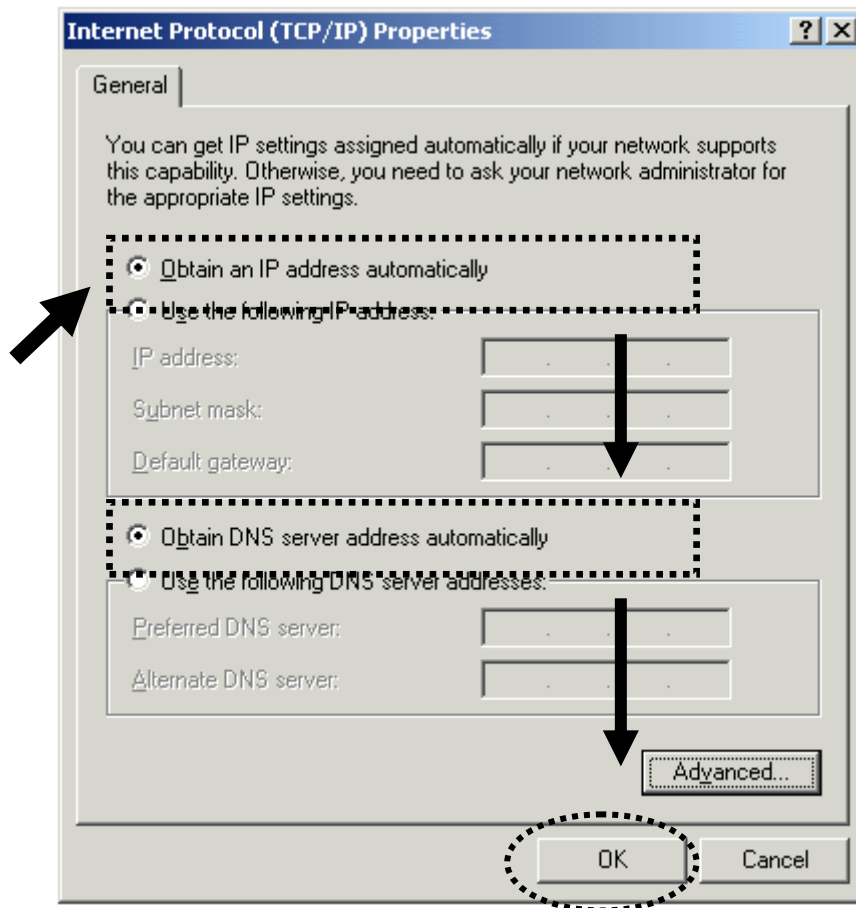 Internet Protocol (TCP/IP) Properties
General
You can get IP settings assigned automatically if your network supports
this capability. Otherwise, you need to ask your network administrator for
the appropriate IP settings.
Obtain an IP address automatically
Use the following IP address:
IP address:
Subnet mask:
Default gateway:
Obtain DNS server address automatically
Use the following DNS server addresses:
Preferred DNS server:
Alternate DNS server:
Advanced...
OK Cancel